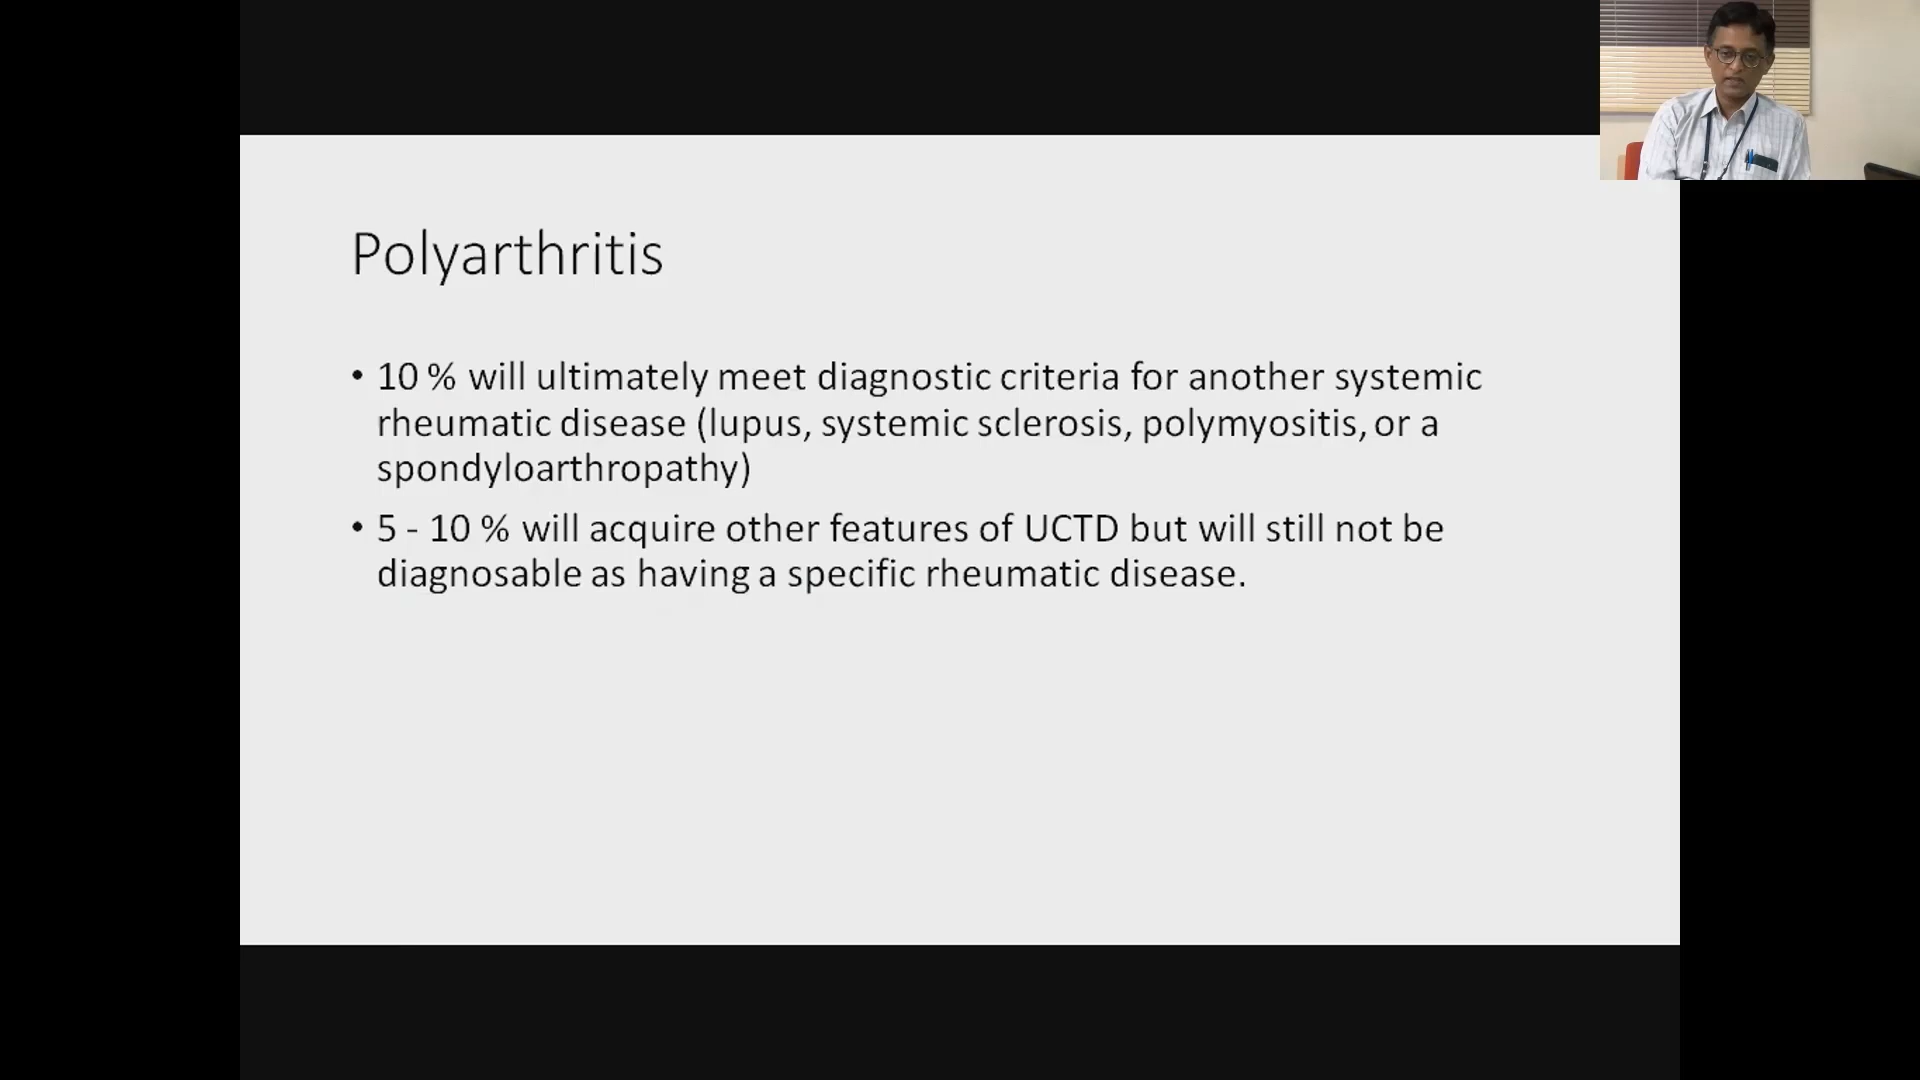 Polyarthritis
• 10 % will ultimately meet diagnostic criteria for another systemic
rheumatic disease (lupus, systemic sclerosis, polymyositis, or a
spondyloarthropathy)
• 5 - 10 % will acquire other features of UCTD but will still not be
diagnosable as having a specific rheumatic disease.